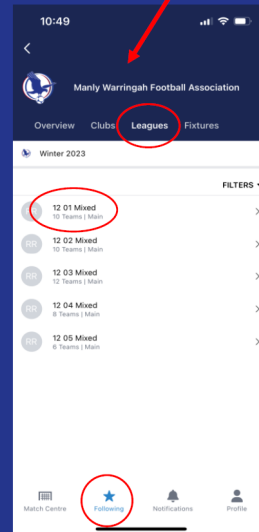 10:49
Manly Warringah Football Association
Overview Clubs Leagues Fixtures
Winter 2023
FILTERS
RR 12 01 Mixed
10 Teams | Main
RR 12 02 Mixed
10 Teams | Main
RR 12 03 Mixed
12 Teams | Main
RR 12 04 Mixed
8 Teams | Main
RR 12 05 Mixed
6 Teams | Main
Match Centre Following Notifications Profile